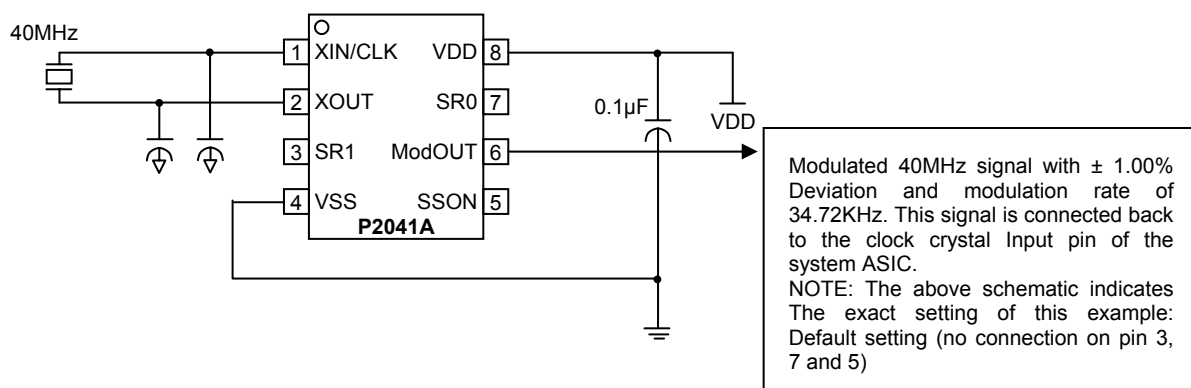 40MHz
1 XIN/CLK VDD 8
2 XOUT SR0 7
3 SR1 ModOUT 6
4 VSS SSON 5
P2041A
0.1µF
VDD
Modulated 40MHz signal with ± 1.00%
Deviation and modulation rate of
34.72KHz. This signal is connected back
to the clock crystal Input pin of the
system ASIC.
NOTE: The above schematic indicates
The exact setting of this example:
Default setting (no connection on pin 3,
7 and 5)